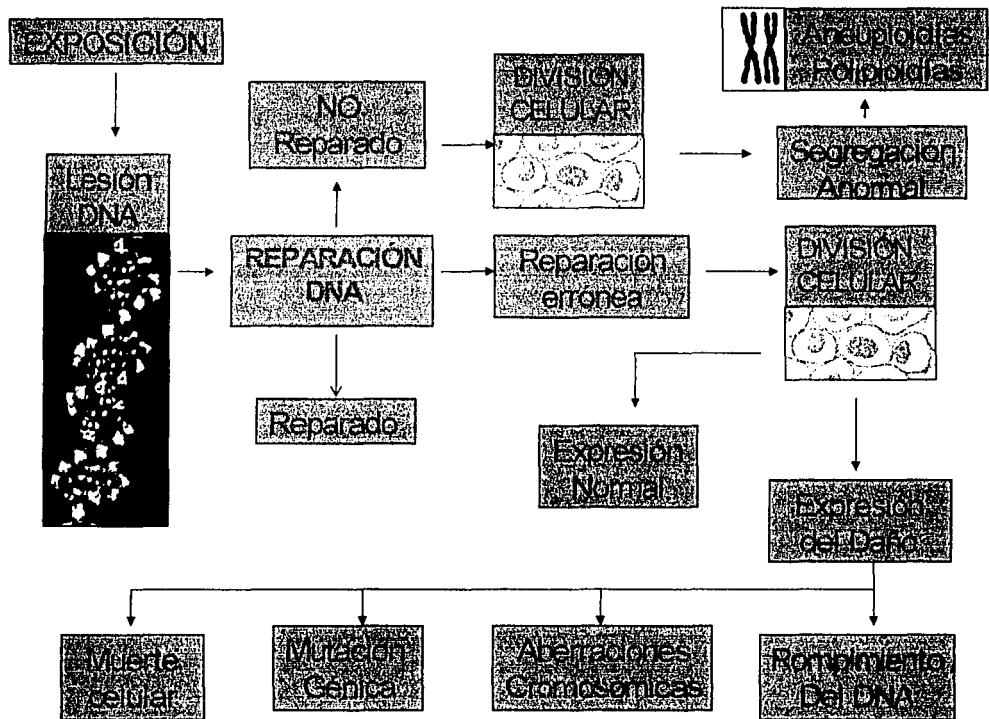 EXPOSICIÓN
Lesión
DNA
REPARACIÓN
DNA
NO
Reparado
Reparado
Reparación
erronea
DIVISIÓN
CELULAR
Segregación
Anormal
Aneuploidías
Poliploidías
DIVISIÓN
CELULAR
Expresión
Normal
Expresión
del Daño
Muerte
celular
Mutación
Génica
Aberraciones
Cromosómicas
Rompimiento
Del DNA